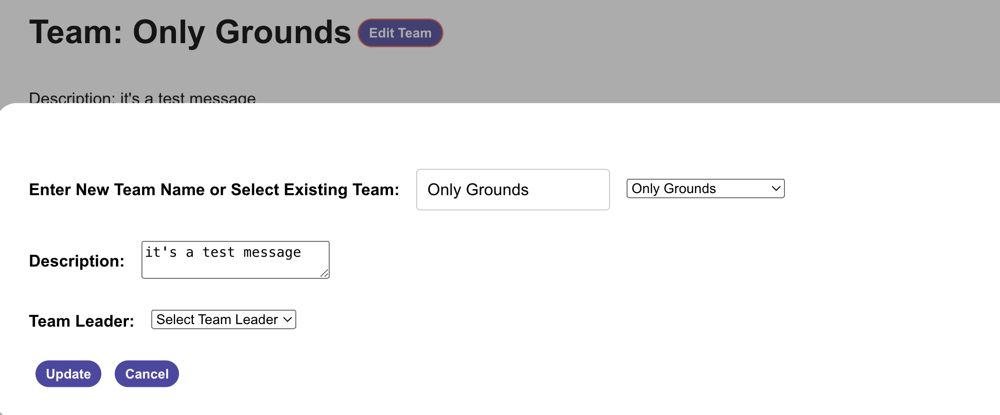 Team: Only Grounds Edit Team
Description: it's a test message
Enter New Team Name or Select Existing Team: Only Grounds Only Grounds
Description: it's a test message
Team Leader: Select Team Leader
Update Cancel